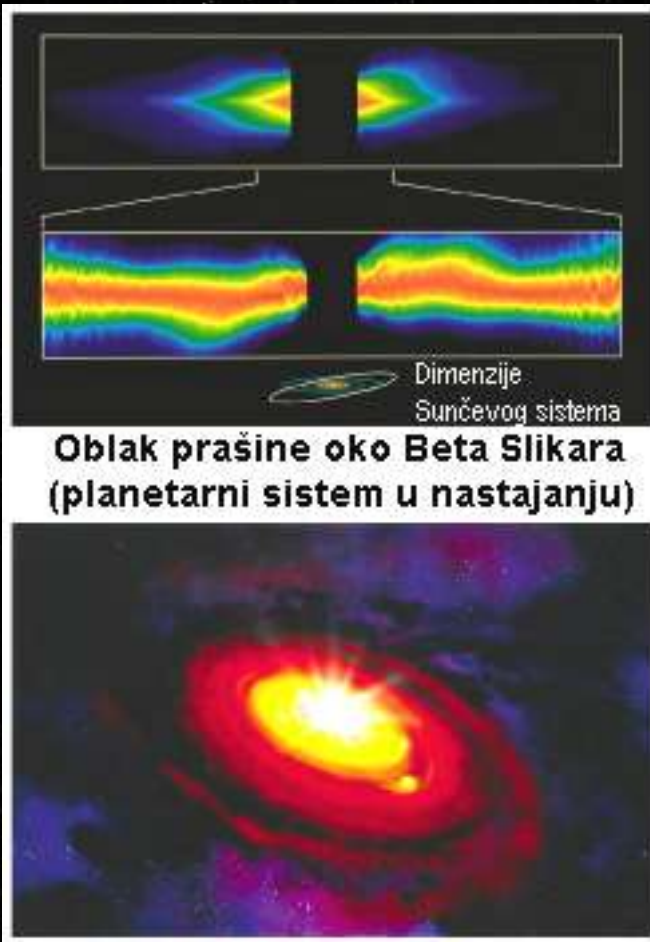 Dimenzije
Sunčevog sistema
Oblak prašine oko Beta Slikara
(planetarni sistem u nastajanju)